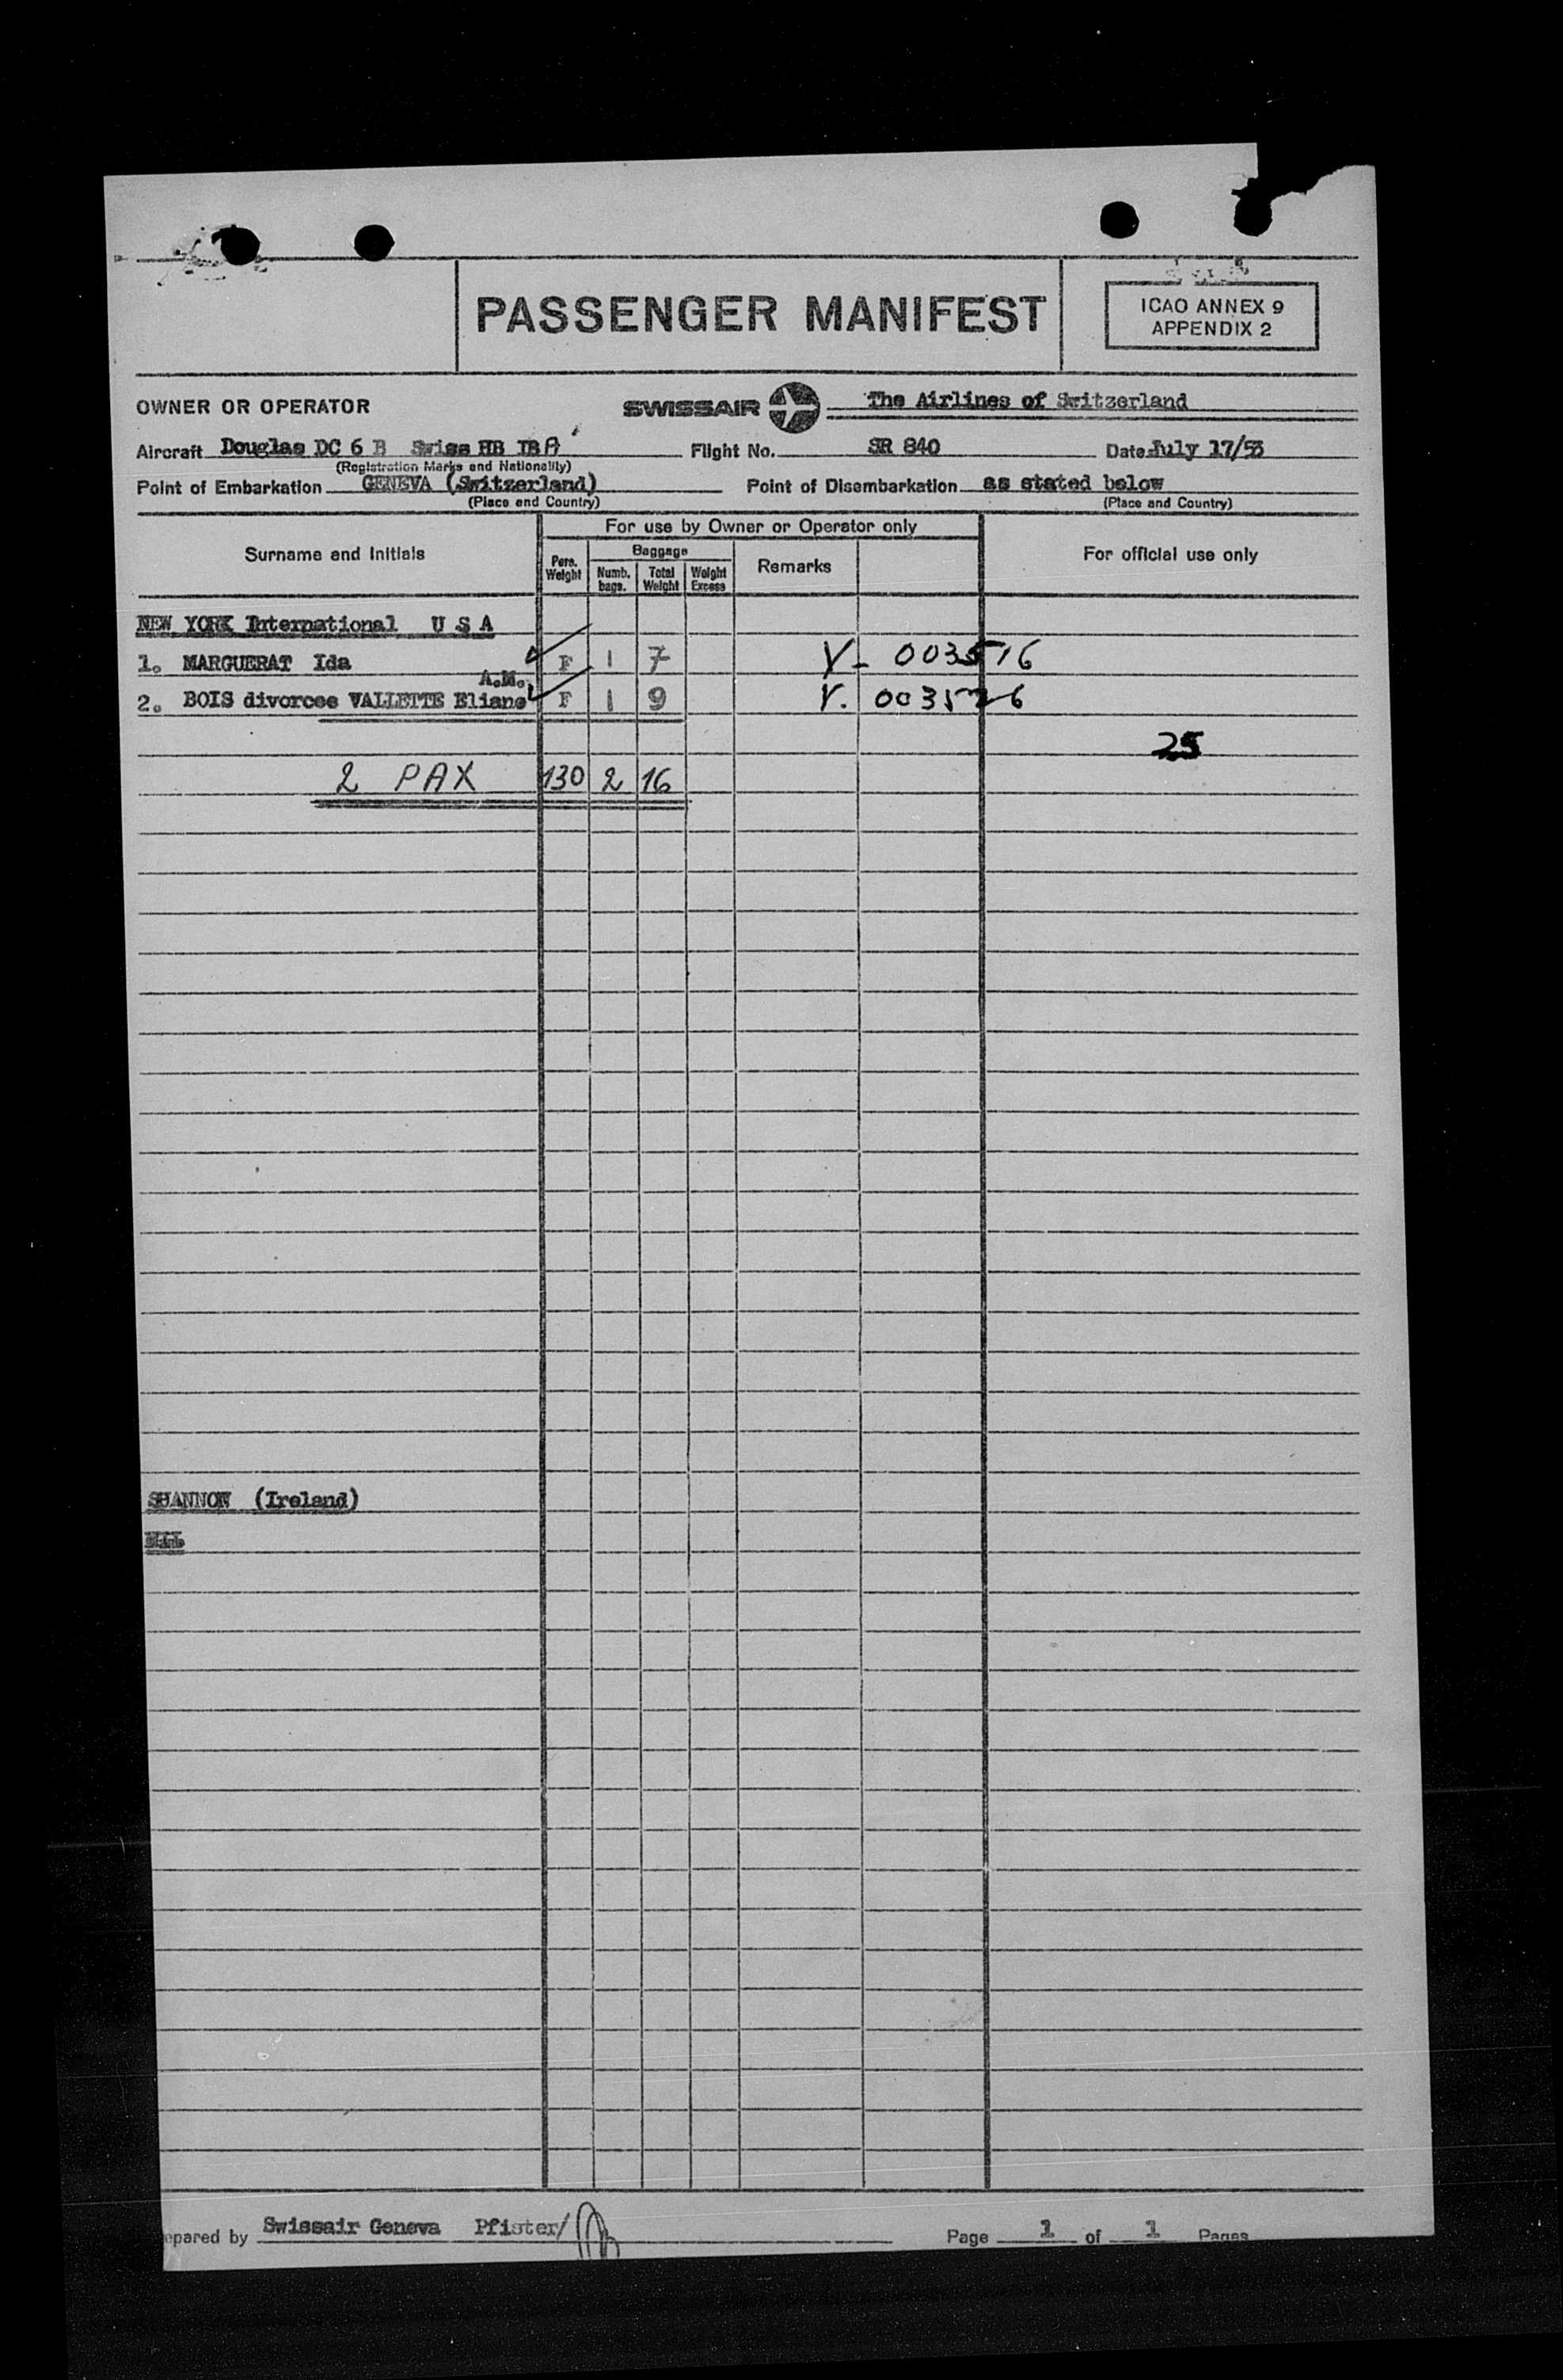 PASSENGER MANIFEST
ICAO ANNEX 9
APPENDIX 2
OWNER OR OPERATOR SWISSAIR The Airlines of Switzerland
Aircraft Douglas DC 6 B Swiss HB IBA Flight No. SR 840 Date July 17/53
(Registration Marks and Nationality)
Point of Embarkation GENEVA (Switzerland) Point of Disembarkation as stated below
(Place and Country) (Place and Country)
For use by Owner or Operator only
Surname and Initials Pers. Weight Baggage Numb. bags. Total Weight Weight Excess Remarks For official use only
NEW YORK International U S A
1. MARGUERAT Ida F 1 7 V- 003516
A.M.
2. BOIS divorcee VALLETTE Eliane F 1 9 V. 003526
25
2 PAX 130 2 16
SHANNON (Ireland)
epared by Swissair Geneva Pfister/
Page 1 of 1 Pages